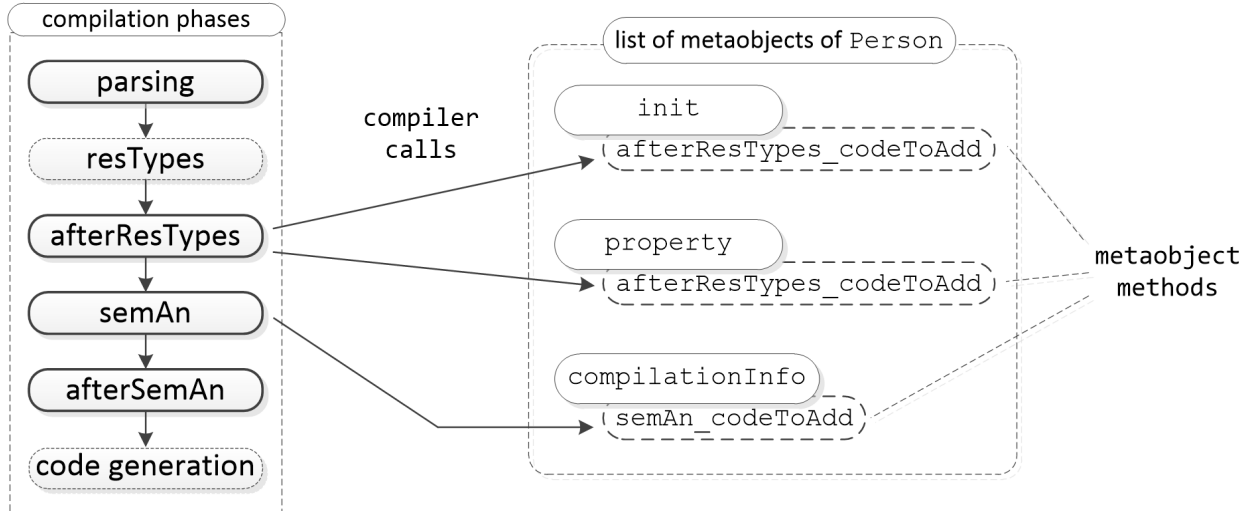 compilation phases
parsing
resTypes
afterResTypes
semAn
afterSemAn
code generation
compiler
calls
list of metaobjects of Person
init
afterResTypes_codeToAdd
property
afterResTypes_codeToAdd
compilationInfo
semAn_codeToAdd
metaobject
methods